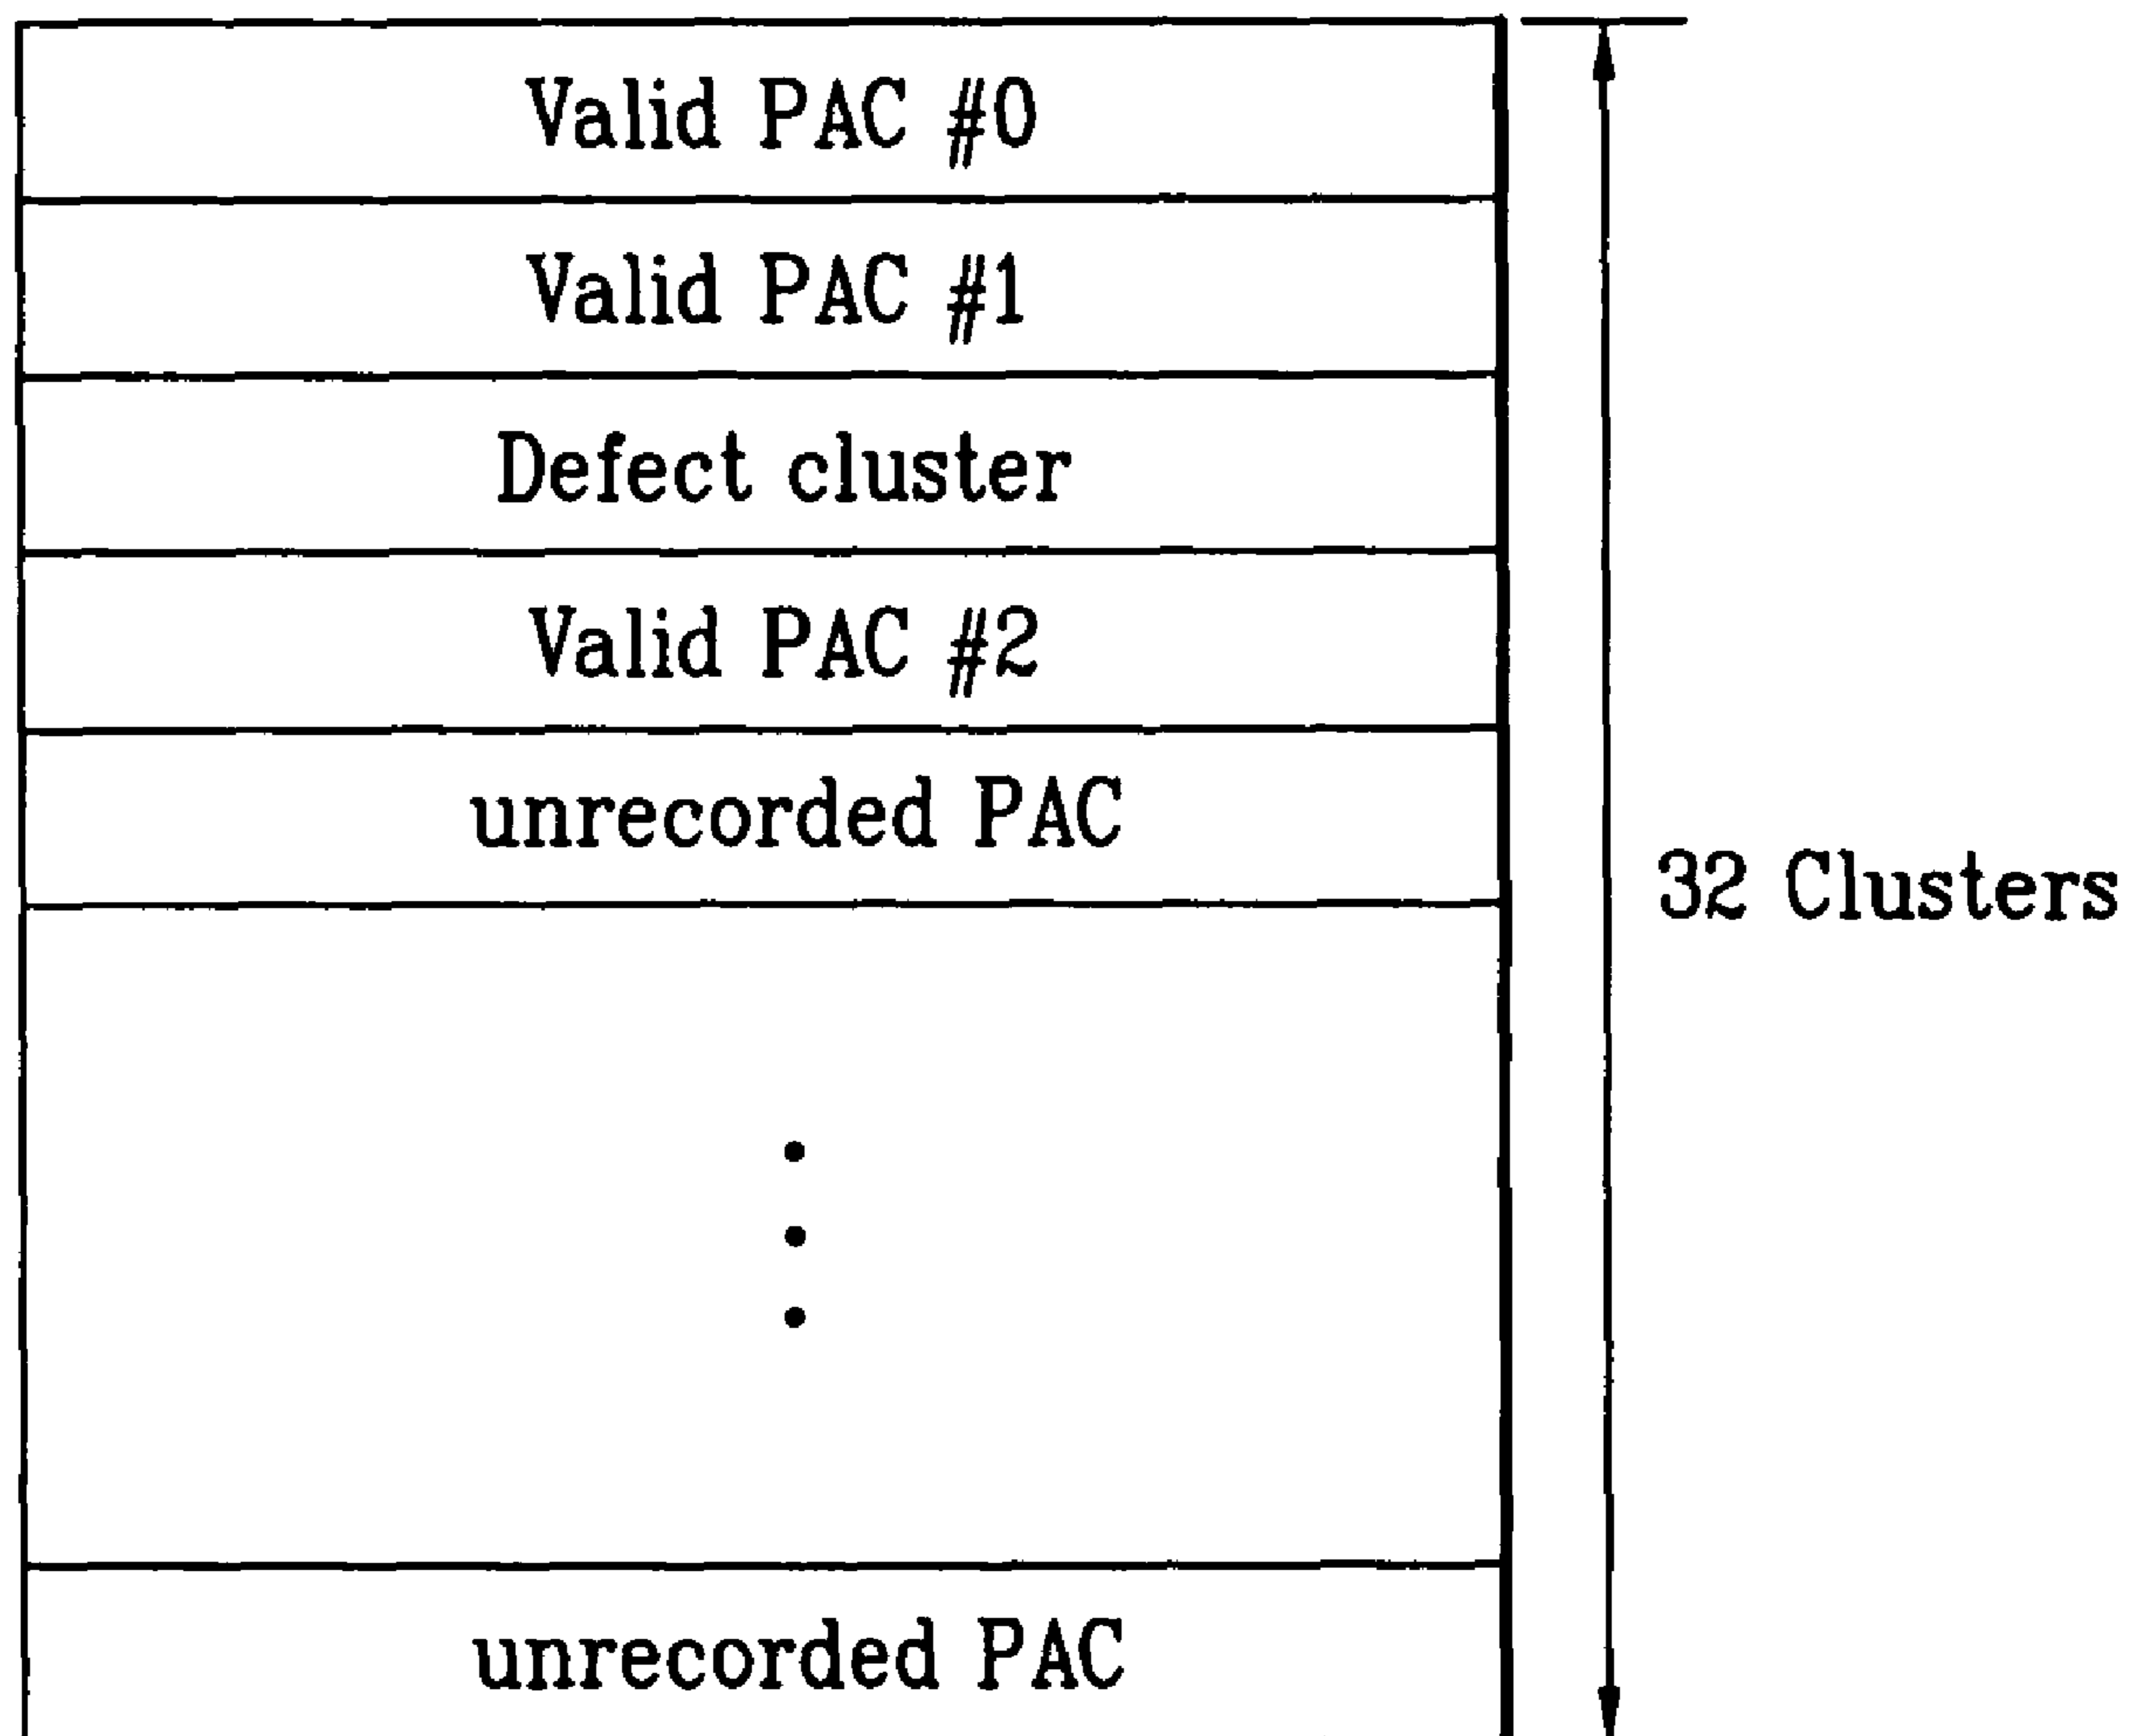 Valid PAC #0
Valid PAC #1
Defect cluster
Valid PAC #2
unrecorded PAC
32 Clusters
unrecorded PAC